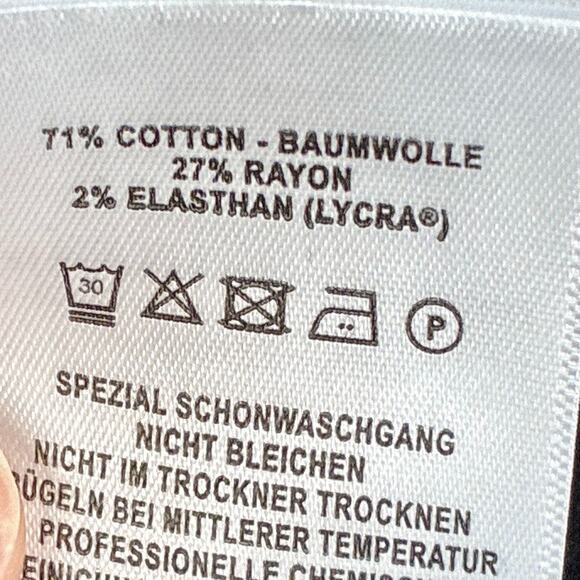 71% COTTON - BAUMWOLLE
27% RAYON
2% ELASTHAN (LYCRA®)
30 P
SPEZIAL SCHONWASCHGANG
NICHT BLEICHEN
NICHT IM TROCKNER TROCKNEN
BÜGELN BEI MITTLERER TEMPERATUR
PROFESSIONELLE